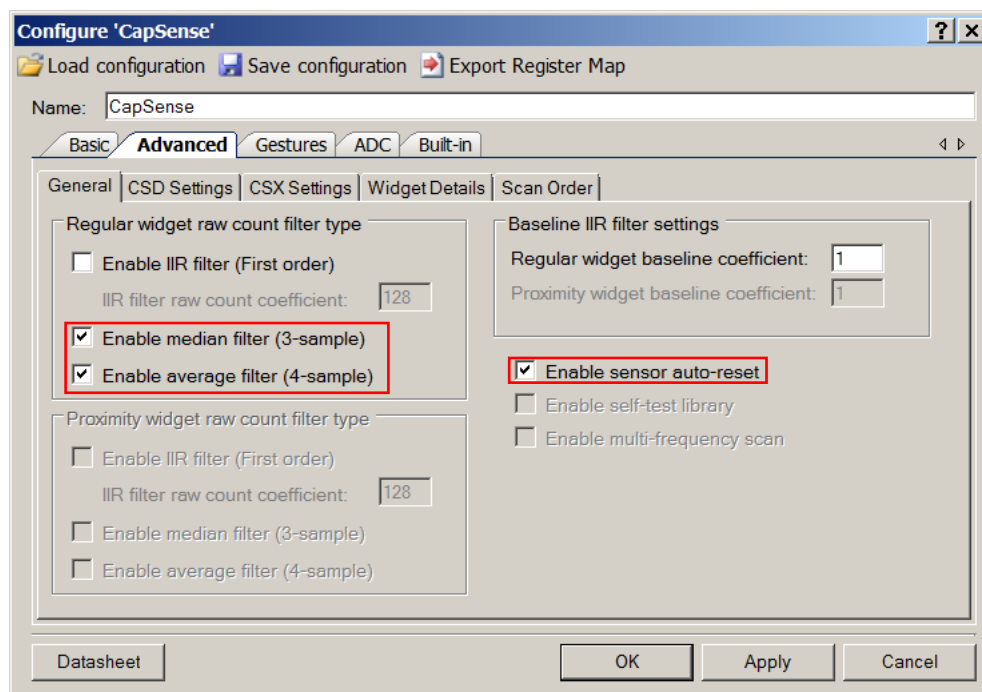 Configure 'CapSense'
Load configuration Save configuration Export Register Map
Name: CapSense
Basic Advanced Gestures ADC Built-in
General CSD Settings CSX Settings Widget Details Scan Order
Regular widget raw count filter type
Enable IIR filter (First order)
IIR filter raw count coefficient: 128
Enable median filter (3-sample)
Enable average filter (4-sample)
Proximity widget raw count filter type
Enable IIR filter (First order)
IIR filter raw count coefficient: 128
Enable median filter (3-sample)
Enable average filter (4-sample)
Baseline IIR filter settings
Regular widget baseline coefficient: 1
Proximity widget baseline coefficient: 1
Enable sensor auto-reset
Enable self-test library
Enable multi-frequency scan
Datasheet OK Apply Cancel